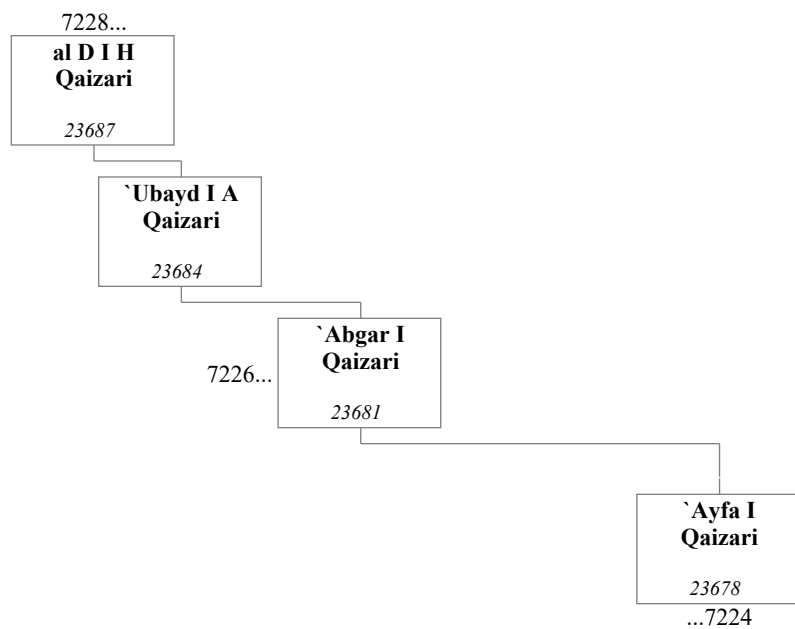 7228...
al D I H
Qaizari
23687
`Ubayd I A
Qaizari
23684
`Abgar I
Qaizari
7226...
23681
`Ayfa I
Qaizari
23678
...7224